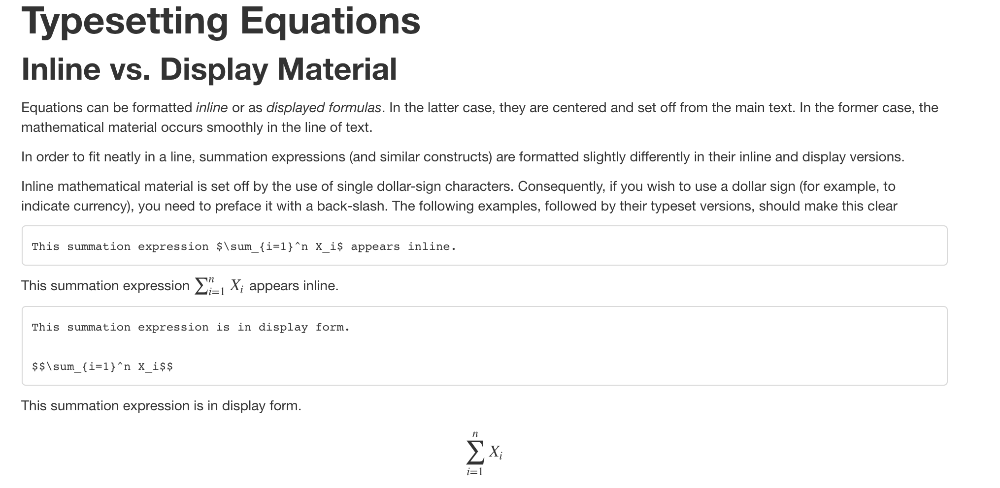 Typesetting Equations
Inline vs. Display Material
Equations can be formatted inline or as displayed formulas. In the latter case, they are centered and set off from the main text. In the former case, the
mathematical material occurs smoothly in the line of text.
In order to fit neatly in a line, summation expressions (and similar constructs) are formatted slightly differently in their inline and display versions.
Inline mathematical material is set off by the use of single dollar-sign characters. Consequently, if you wish to use a dollar sign (for example, to
indicate currency), you need to preface it with a back-slash. The following examples, followed by their typeset versions, should make this clear
This summation expression $\sum_{i=1}^n X_i$ appears inline.
This summation expression ∑ⁿᵢ₌₁ Xᵢ appears inline.
This summation expression is in display form.
$$\sum_{i=1}^n X_i$$
This summation expression is in display form.
n
∑ Xᵢ
i=1